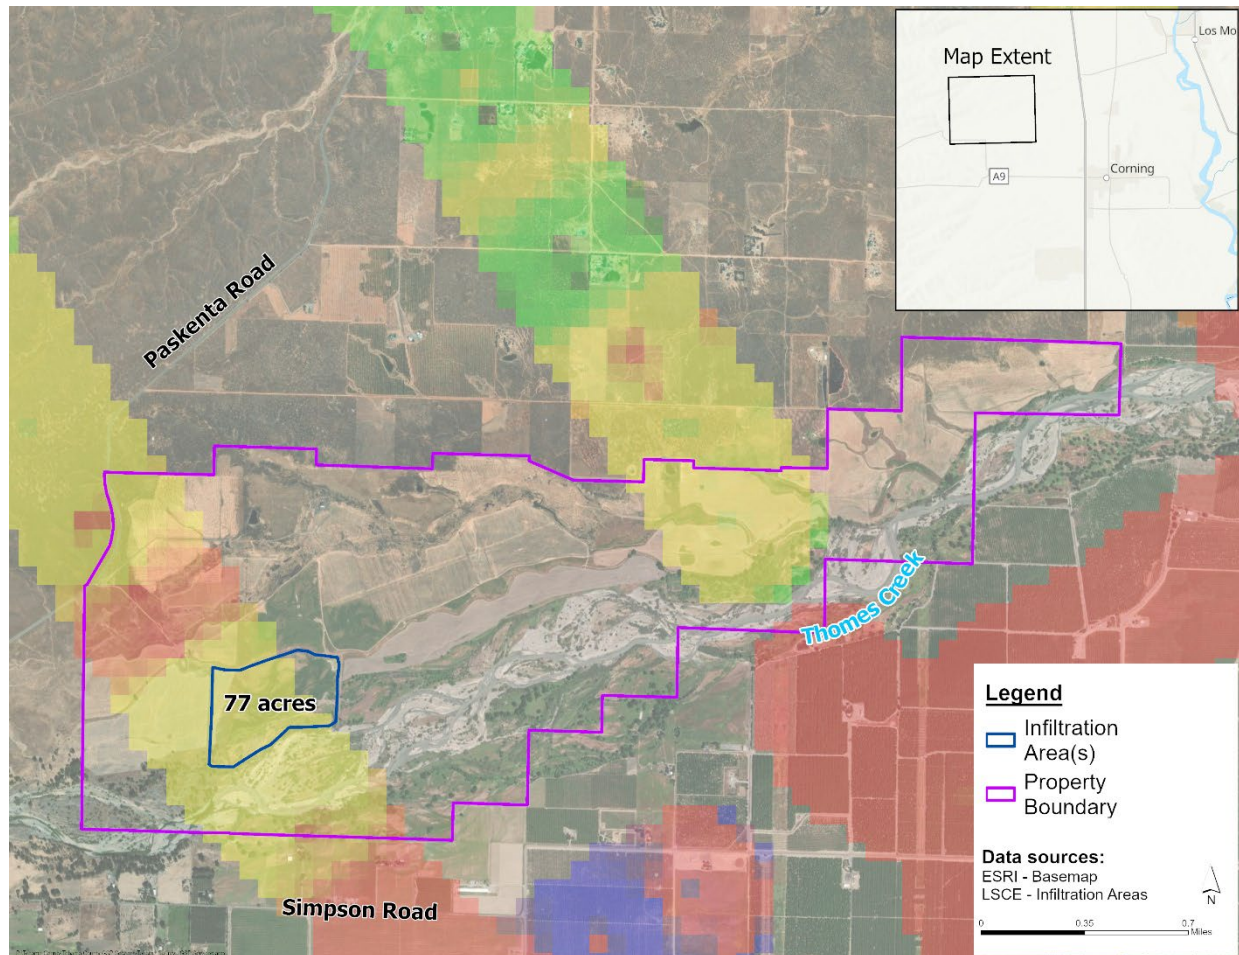 Los Mo
Map Extent
A9
Corning
Paskenta Road
Thomes Creek
77 acres
Simpson Road
Legend
Infiltration
Area(s)
Property
Boundary
Data sources:
ESRI - Basemap
LSCE - Infiltration Areas
N
0 0.35 0.7
Miles